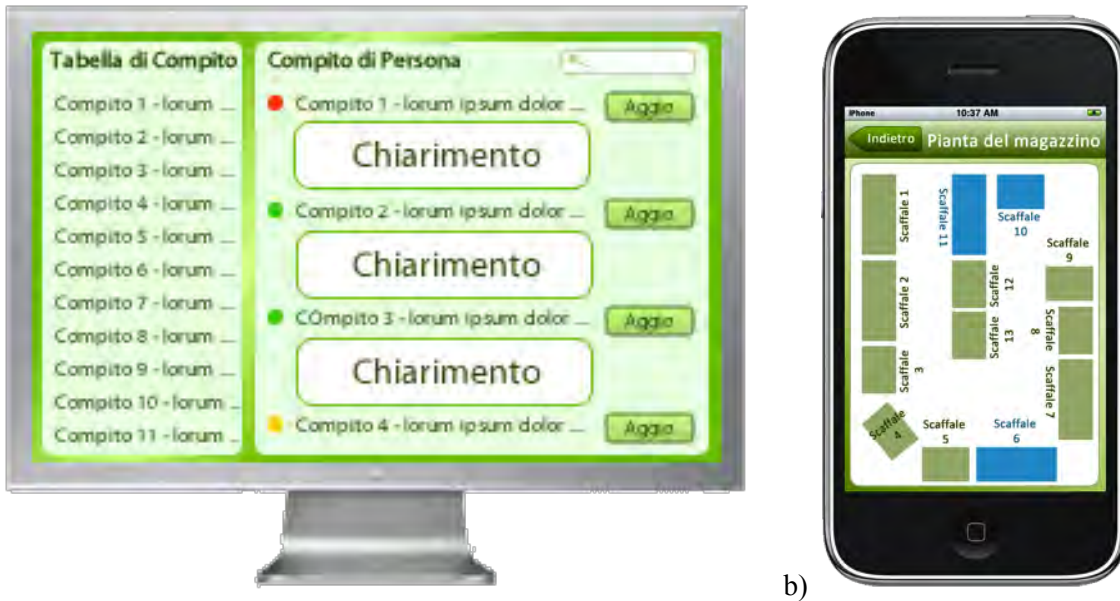 Tabella di Compito
Compito 1 - lorum ...
Compito 2 - lorum ...
Compito 3 - lorum ...
Compito 4 - lorum ...
Compito 5 - lorum ...
Compito 6 - lorum ...
Compito 7 - lorum ...
Compito 8 - lorum ...
Compito 9 - lorum ...
Compito 10 - lorum ...
Compito 11 - lorum ...
Compito di Persona
Compito 1 - lorum ipsum dolor ...
Aggio
Chiarimento
Compito 2 - lorum ipsum dolor ...
Aggio
Chiarimento
COmpito 3 - lorum ipsum dolor ...
Aggio
Chiarimento
Compito 4 - lorum ipsum dolor ...
Aggio
b)
iPhone
10:37 AM
Indietro
Pianta del magazzino
Scaffale 1
Scaffale 11
Scaffale
10
Scaffale
9
Scaffale 2
Scaffale
12
Scaffale
13
Scaffale
8
Scaffale
3
Scaffale 7
Scaffale
4
Scaffale
5
Scaffale
6